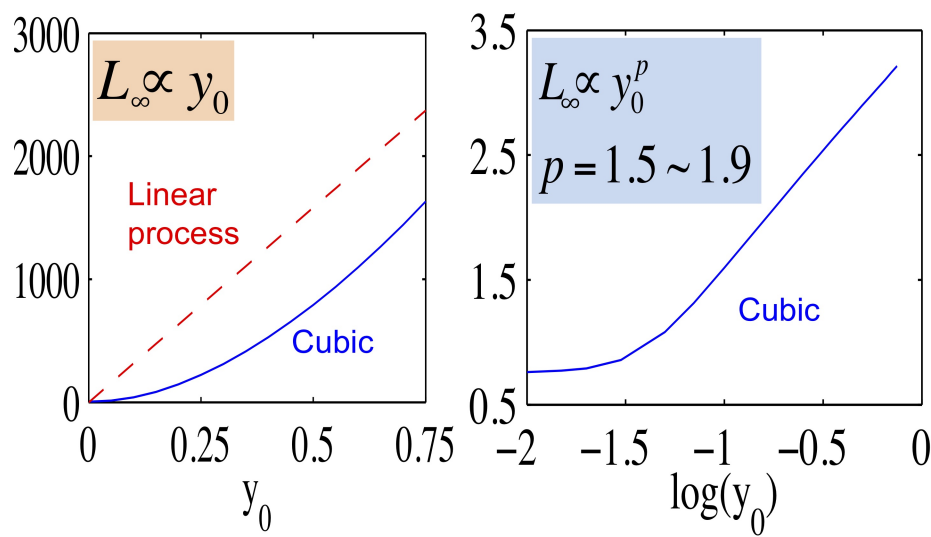 3000
2000
1000
0
L∞ ∝ y0
Linear
process
Cubic
0 0.25 0.5 0.75
y0
3.5
2.5
1.5
0.5
L∞ ∝ y0^p
p = 1.5 ~ 1.9
Cubic
−2 −1.5 −1 −0.5 0
log(y0)